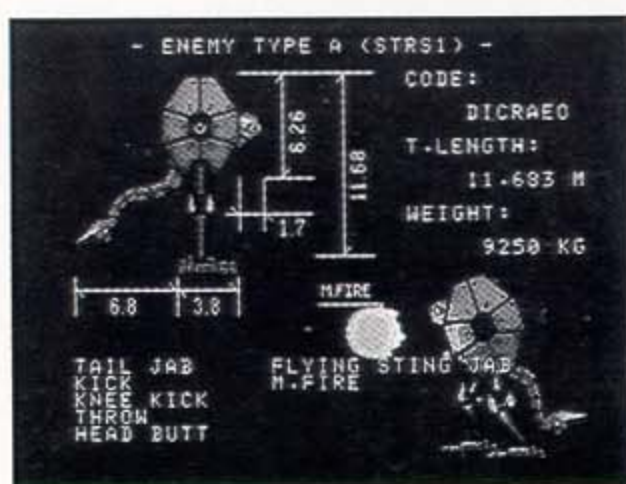 - ENEMY TYPE A (STRS1) -
CODE:
DICRAEO
T.LENGTH:
11.683 M
WEIGHT:
9250 KG
6.26
11.68
1.7
6.8
3.8
M.FIRE
TAIL JAB
KICK
KNEE KICK
THROW
HEAD BUTT
FLYING STING JAB
M.FIRE